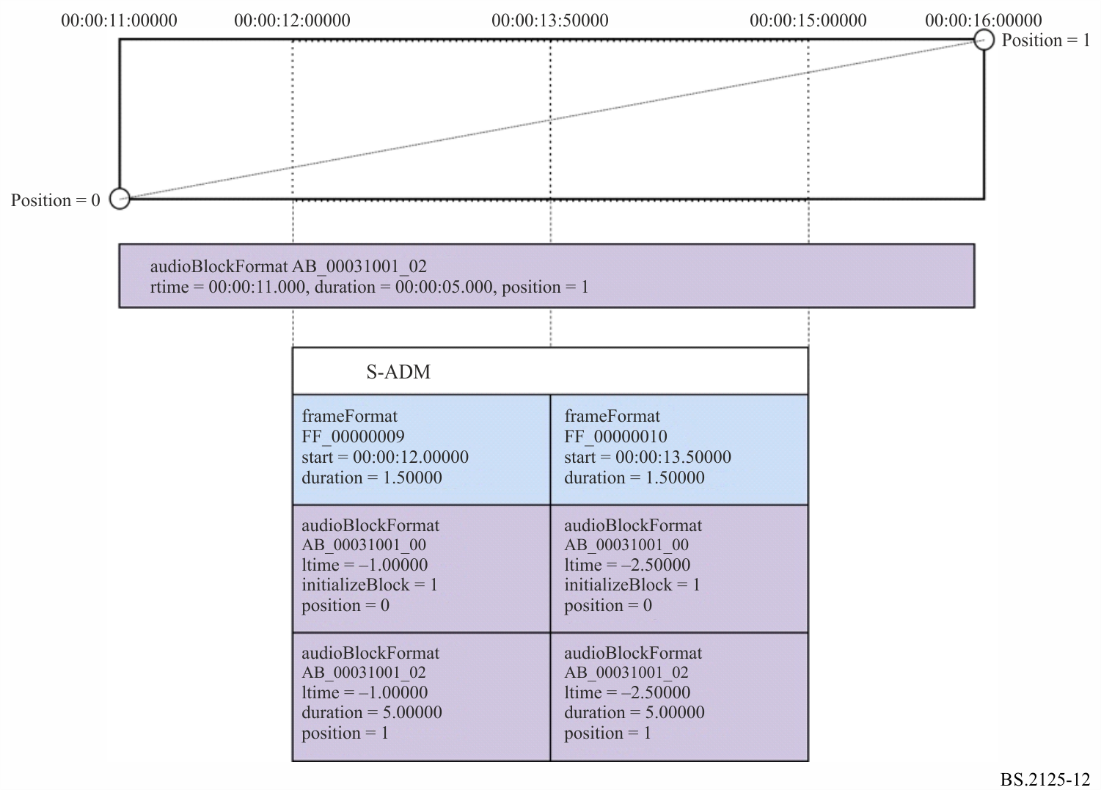 00:00:11:00000 00:00:12:00000 00:00:13:50000 00:00:15:00000 00:00:16:00000
Position = 1
Position = 0
audioBlockFormat AB_00031001_02
rtime = 00:00:11.000, duration = 00:00:05.000, position = 1
S-ADM
frameFormat
FF_00000009
start = 00:00:12.00000
duration = 1.50000
frameFormat
FF_00000010
start = 00:00:13.50000
duration = 1.50000
audioBlockFormat
AB_00031001_00
ltime = –1.00000
initializeBlock = 1
position = 0
audioBlockFormat
AB_00031001_00
ltime = –2.50000
initializeBlock = 1
position = 0
audioBlockFormat
AB_00031001_02
ltime = –1.00000
duration = 5.00000
position = 1
audioBlockFormat
AB_00031001_02
ltime = –2.50000
duration = 5.00000
position = 1
BS.2125-12